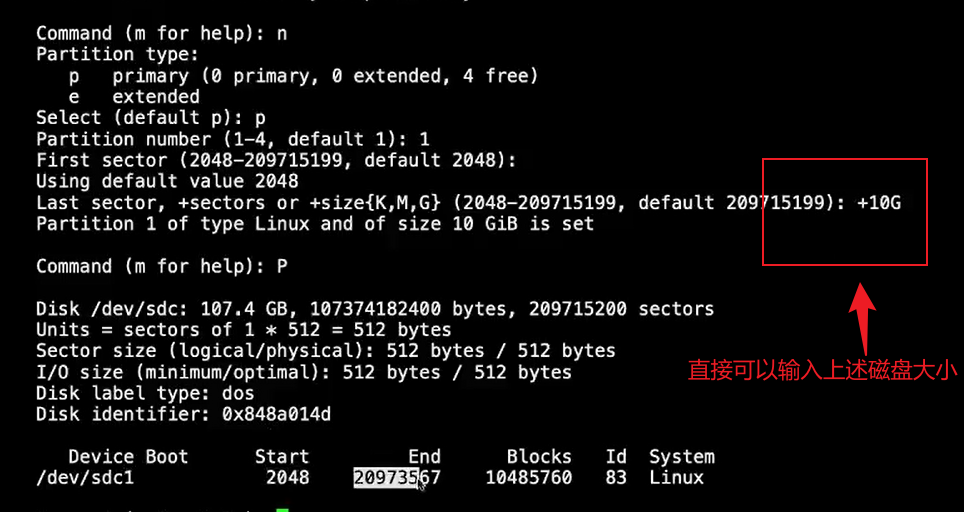 Command (m for help): n
Partition type:
   p   primary (0 primary, 0 extended, 4 free)
   e   extended
Select (default p): p
Partition number (1-4, default 1): 1
First sector (2048-209715199, default 2048):
Using default value 2048
Last sector, +sectors or +size{K,M,G} (2048-209715199, default 209715199): +10G
Partition 1 of type Linux and of size 10 GiB is set
Command (m for help): P
Disk /dev/sdc: 107.4 GB, 107374182400 bytes, 209715200 sectors
Units = sectors of 1 * 512 = 512 bytes
Sector size (logical/physical): 512 bytes / 512 bytes
I/O size (minimum/optimal): 512 bytes / 512 bytes
直接可以输入上述磁盘大小
Disk label type: dos
Disk identifier: 0x848a014d
   Device Boot      Start         End      Blocks   Id  System
/dev/sdc1            2048    20973567    10485760   83  Linux